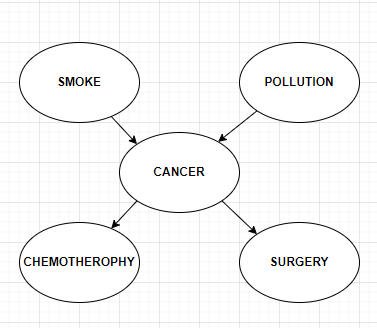 SMOKE
POLLUTION
CANCER
CHEMOTHEROPHY
SURGERY